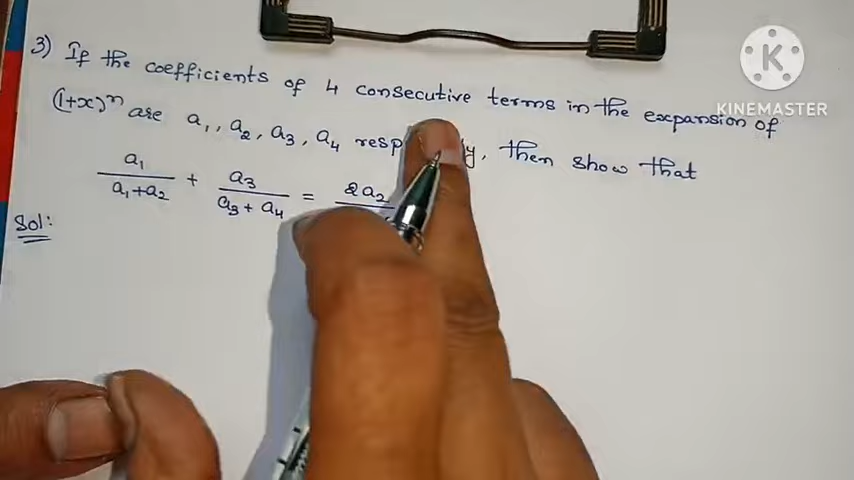 3) If the coefficients of 4 consecutive terms in the expansion of
(1+x)^n are a₁, a₂, a₃, a₄ , then show that
a₁/(a₁+a₂) + a₃/(a₃+a₄) = 2a₂
Sol:
K
KINEMASTER